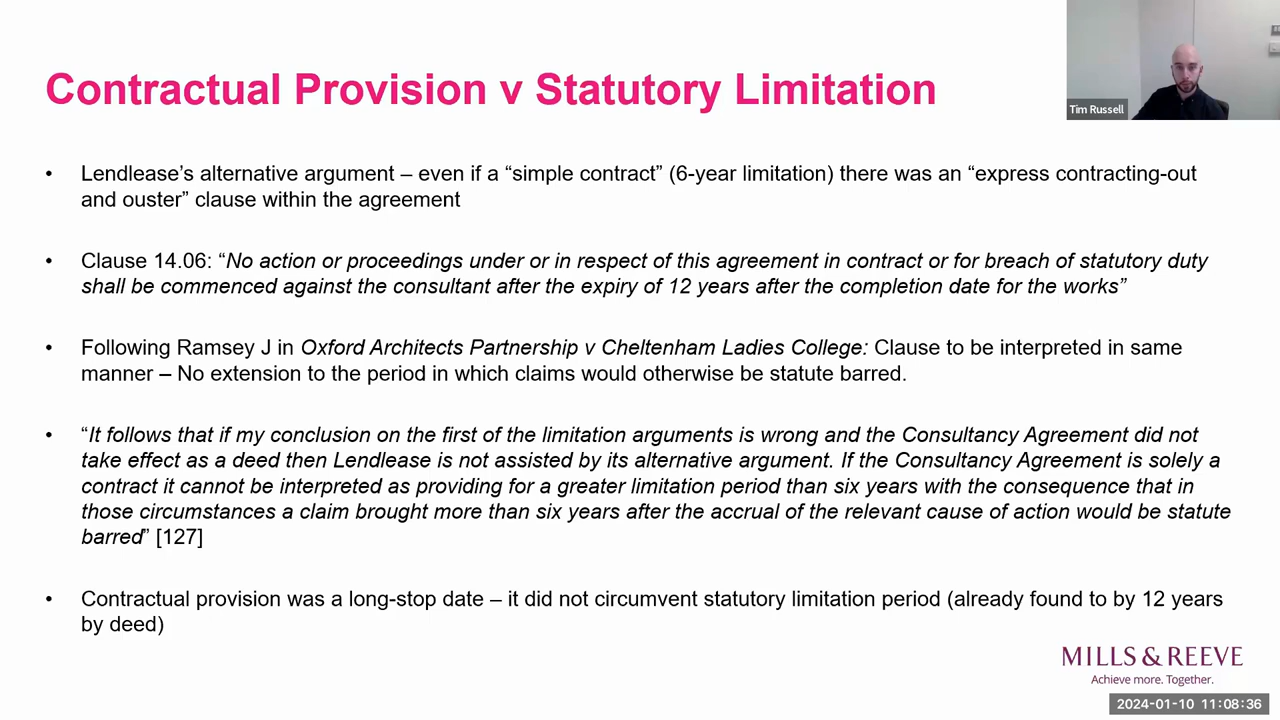 Contractual Provision v Statutory Limitation
Tim Russell
• Lendlease’s alternative argument – even if a “simple contract” (6-year limitation) there was an “express contracting-out
and ouster” clause within the agreement
• Clause 14.06: “No action or proceedings under or in respect of this agreement in contract or for breach of statutory duty
shall be commenced against the consultant after the expiry of 12 years after the completion date for the works”
• Following Ramsey J in Oxford Architects Partnership v Cheltenham Ladies College: Clause to be interpreted in same
manner – No extension to the period in which claims would otherwise be statute barred.
• “It follows that if my conclusion on the first of the limitation arguments is wrong and the Consultancy Agreement did not
take effect as a deed then Lendlease is not assisted by its alternative argument. If the Consultancy Agreement is solely a
contract it cannot be interpreted as providing for a greater limitation period than six years with the consequence that in
those circumstances a claim brought more than six years after the accrual of the relevant cause of action would be statute
barred” [127]
• Contractual provision was a long-stop date – it did not circumvent statutory limitation period (already found to by 12 years
by deed)
MILLS & REEVE
Achieve more. Together.
2024-01-10 11:08:36